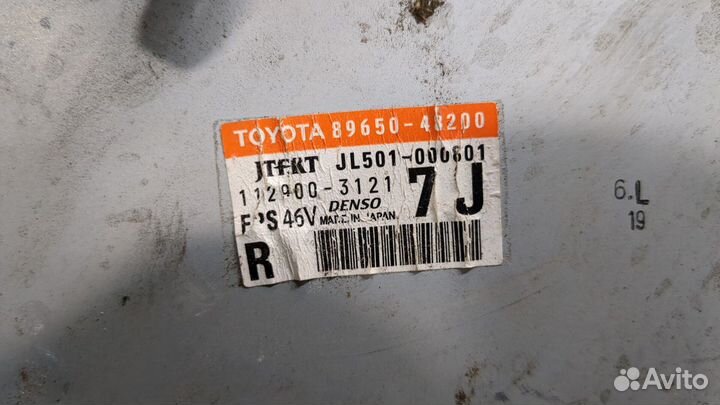 TOYOTA 89650-48200
JTEKT JL501-000601
112900-3121
DENSO
EPS 46V MADE IN JAPAN 7J
R
6.L
19
Avito